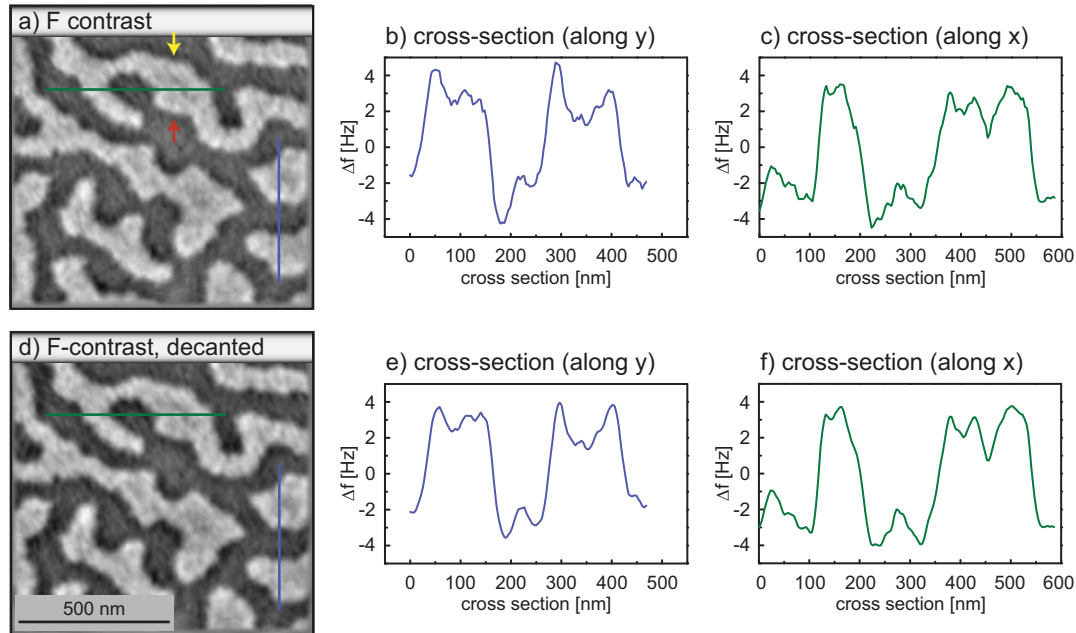 a) F contrast
b) cross-section (along y)
c) cross-section (along x)
4
2
0
-2
-4
Δf [Hz]
0 100 200 300 400 500
cross section [nm]
4
2
0
-2
-4
Δf [Hz]
0 100 200 300 400 500 600
cross section [nm]
d) F-contrast, decanted
500 nm
e) cross-section (along y)
f) cross-section (along x)
4
2
0
-2
-4
Δf [Hz]
0 100 200 300 400 500
cross section [nm]
4
2
0
-2
-4
Δf [Hz]
0 100 200 300 400 500 600
cross section [nm]